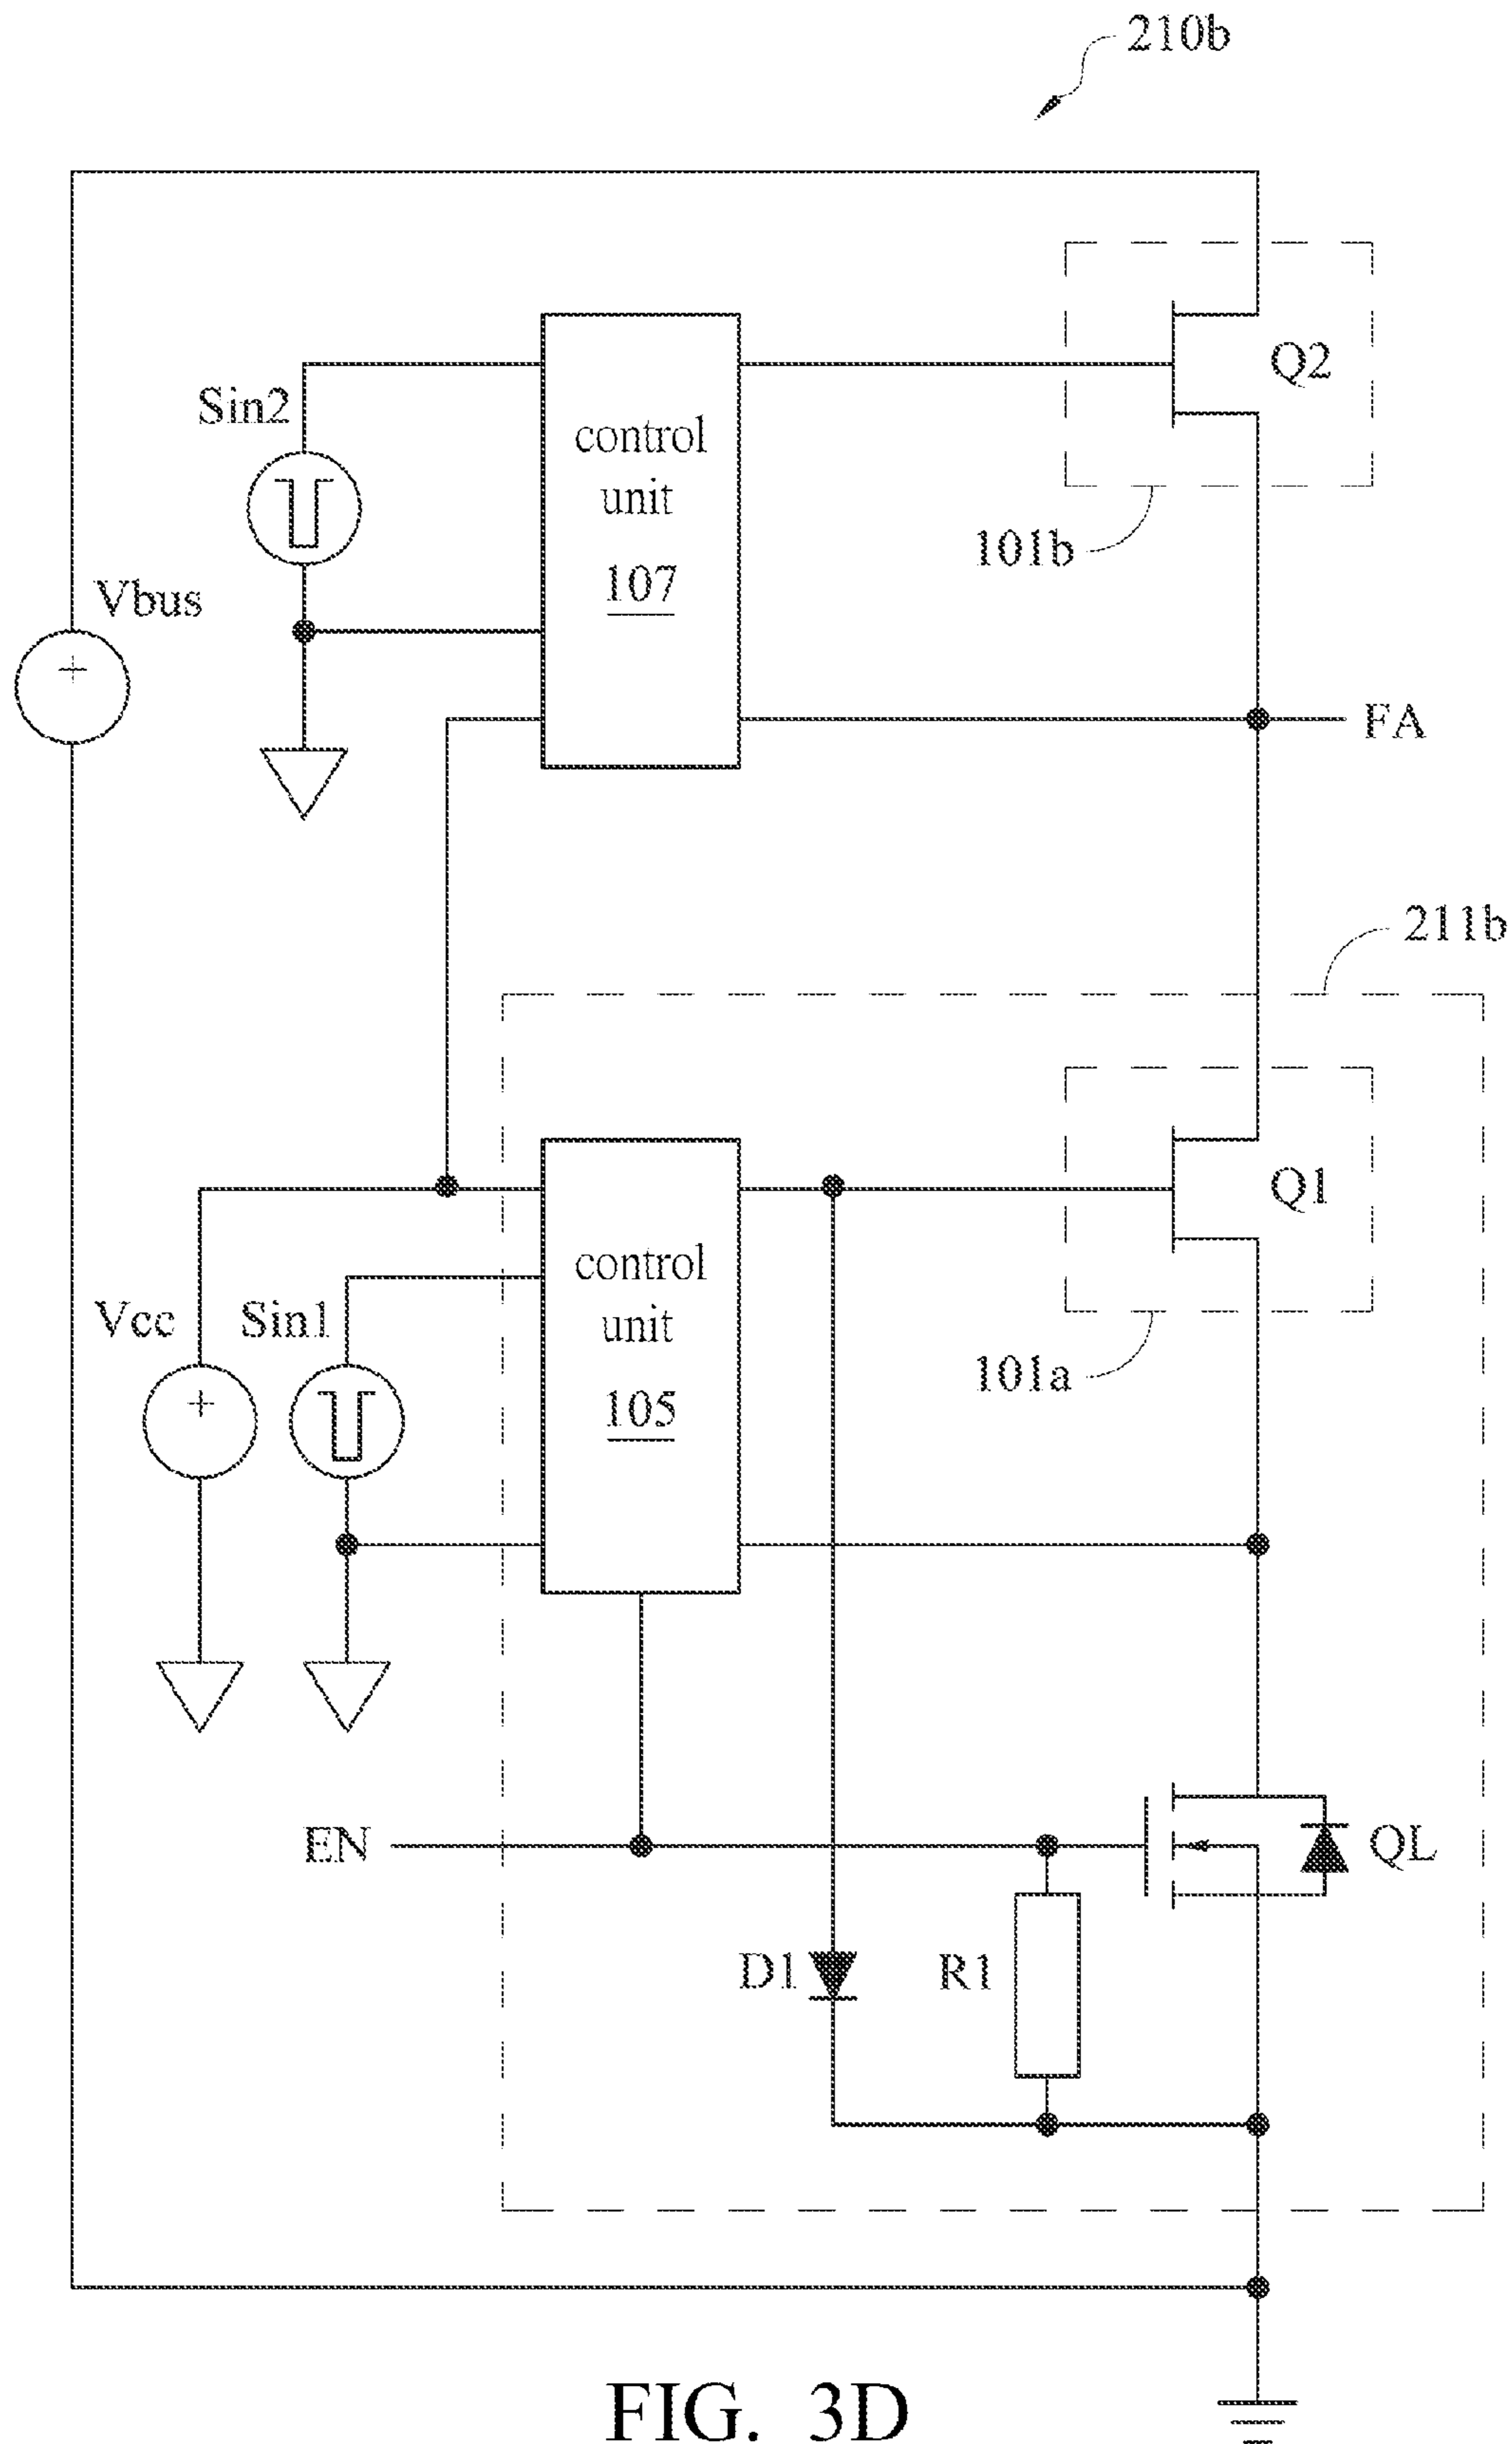 210b
Q2
Sin2
control
unit
107
101b
Vbus
+
FA
211b
Q1
control
unit
105
Vcc
Sin1
+
101a
EN
QL
D1
R1
FIG. 3D